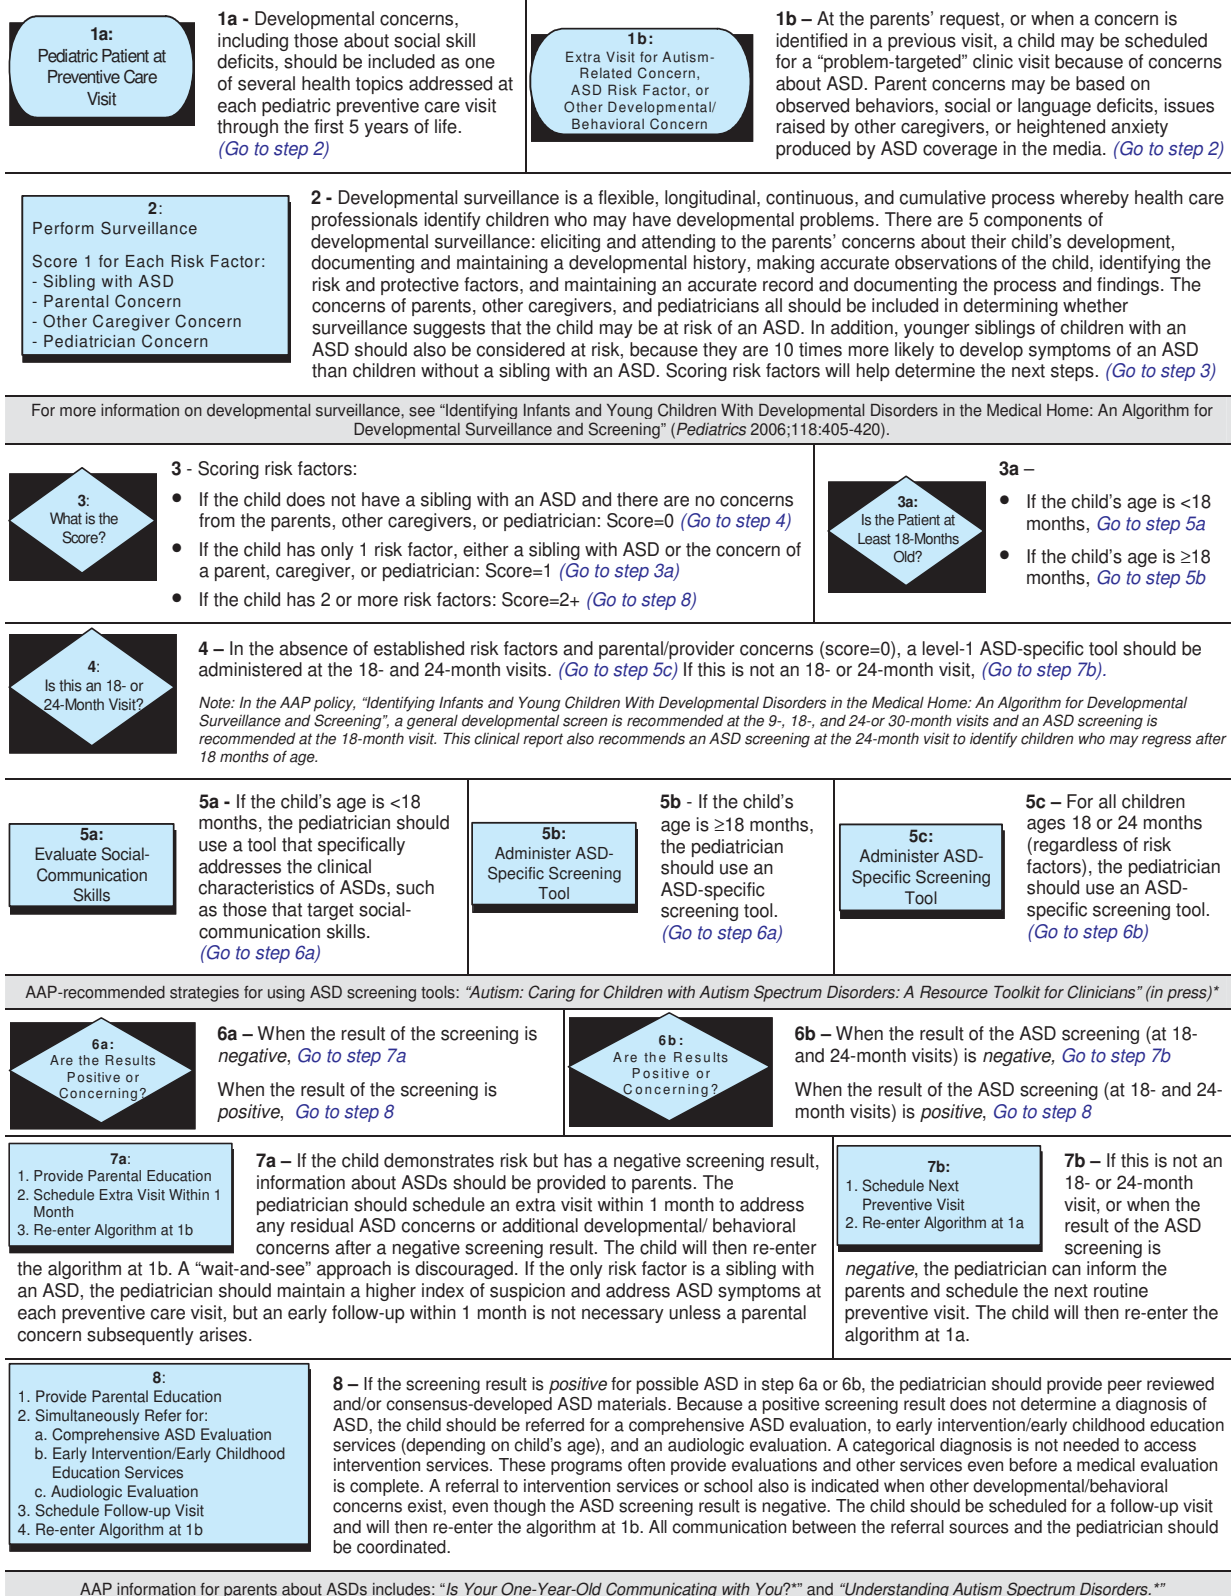 1a:
Pediatric Patient at
Preventive Care
Visit
1a - Developmental concerns,
including those about social skill
deficits, should be included as one
of several health topics addressed at
each pediatric preventive care visit
through the first 5 years of life.
(Go to step 2)
1b:
Extra Visit for Autism-
Related Concern,
ASD Risk Factor, or
Other Developmental/
Behavioral Concern
1b – At the parents’ request, or when a concern is
identified in a previous visit, a child may be scheduled
for a “problem-targeted” clinic visit because of concerns
about ASD. Parent concerns may be based on
observed behaviors, social or language deficits, issues
raised by other caregivers, or heightened anxiety
produced by ASD coverage in the media. (Go to step 2)
2:
Perform Surveillance
Score 1 for Each Risk Factor:
- Sibling with ASD
- Parental Concern
- Other Caregiver Concern
- Pediatrician Concern
2 - Developmental surveillance is a flexible, longitudinal, continuous, and cumulative process whereby health care
professionals identify children who may have developmental problems. There are 5 components of
developmental surveillance: eliciting and attending to the parents’ concerns about their child’s development,
documenting and maintaining a developmental history, making accurate observations of the child, identifying the
risk and protective factors, and maintaining an accurate record and documenting the process and findings. The
concerns of parents, other caregivers, and pediatricians all should be included in determining whether
surveillance suggests that the child may be at risk of an ASD. In addition, younger siblings of children with an
ASD should also be considered at risk, because they are 10 times more likely to develop symptoms of an ASD
than children without a sibling with an ASD. Scoring risk factors will help determine the next steps. (Go to step 3)
For more information on developmental surveillance, see “Identifying Infants and Young Children With Developmental Disorders in the Medical Home: An Algorithm for
Developmental Surveillance and Screening” (Pediatrics 2006;118:405-420).
3:
What is the
Score?
3 - Scoring risk factors:
• If the child does not have a sibling with an ASD and there are no concerns
from the parents, other caregivers, or pediatrician: Score=0 (Go to step 4)
• If the child has only 1 risk factor, either a sibling with ASD or the concern of
a parent, caregiver, or pediatrician: Score=1 (Go to step 3a)
• If the child has 2 or more risk factors: Score=2+ (Go to step 8)
3a:
Is the Patient at
Least 18-Months
Old?
3a –
• If the child’s age is <18
months, Go to step 5a
• If the child’s age is ≥18
months, Go to step 5b
4:
Is this an 18- or
24-Month Visit?
4 – In the absence of established risk factors and parental/provider concerns (score=0), a level-1 ASD-specific tool should be
administered at the 18- and 24-month visits. (Go to step 5c) If this is not an 18- or 24-month visit, (Go to step 7b).
Note: In the AAP policy, “Identifying Infants and Young Children With Developmental Disorders in the Medical Home: An Algorithm for Developmental
Surveillance and Screening”, a general developmental screen is recommended at the 9-, 18-, and 24-or 30-month visits and an ASD screening is
recommended at the 18-month visit. This clinical report also recommends an ASD screening at the 24-month visit to identify children who may regress after
18 months of age.
5a:
Evaluate Social-
Communication
Skills
5a - If the child’s age is <18
months, the pediatrician should
use a tool that specifically
addresses the clinical
characteristics of ASDs, such
as those that target social-
communication skills.
(Go to step 6a)
5b:
Administer ASD-
Specific Screening
Tool
5b - If the child’s
age is ≥18 months,
the pediatrician
should use an
ASD-specific
screening tool.
(Go to step 6a)
5c:
Administer ASD-
Specific Screening
Tool
5c – For all children
ages 18 or 24 months
(regardless of risk
factors), the pediatrician
should use an ASD-
specific screening tool.
(Go to step 6b)
AAP-recommended strategies for using ASD screening tools: “Autism: Caring for Children with Autism Spectrum Disorders: A Resource Toolkit for Clinicians” (in press)*
6a:
Are the Results
Positive or
Concerning?
6a – When the result of the screening is
negative, Go to step 7a
When the result of the screening is
positive, Go to step 8
6b:
Are the Results
Positive or
Concerning?
6b – When the result of the ASD screening (at 18-
and 24-month visits) is negative, Go to step 7b
When the result of the ASD screening (at 18- and 24-
month visits) is positive, Go to step 8
7a:
1. Provide Parental Education
2. Schedule Extra Visit Within 1
Month
3. Re-enter Algorithm at 1b
7a – If the child demonstrates risk but has a negative screening result,
information about ASDs should be provided to parents. The
pediatrician should schedule an extra visit within 1 month to address
any residual ASD concerns or additional developmental/ behavioral
concerns after a negative screening result. The child will then re-enter
the algorithm at 1b. A “wait-and-see” approach is discouraged. If the only risk factor is a sibling with
an ASD, the pediatrician should maintain a higher index of suspicion and address ASD symptoms at
each preventive care visit, but an early follow-up within 1 month is not necessary unless a parental
concern subsequently arises.
7b:
1. Schedule Next
Preventive Visit
2. Re-enter Algorithm at 1a
7b – If this is not an
18- or 24-month
visit, or when the
result of the ASD
screening is
negative, the pediatrician can inform the
parents and schedule the next routine
preventive visit. The child will then re-enter the
algorithm at 1a.
8:
1. Provide Parental Education
2. Simultaneously Refer for:
a. Comprehensive ASD Evaluation
b. Early Intervention/Early Childhood
Education Services
c. Audiologic Evaluation
3. Schedule Follow-up Visit
4. Re-enter Algorithm at 1b
8 – If the screening result is positive for possible ASD in step 6a or 6b, the pediatrician should provide peer reviewed
and/or consensus-developed ASD materials. Because a positive screening result does not determine a diagnosis of
ASD, the child should be referred for a comprehensive ASD evaluation, to early intervention/early childhood education
services (depending on child’s age), and an audiologic evaluation. A categorical diagnosis is not needed to access
intervention services. These programs often provide evaluations and other services even before a medical evaluation
is complete. A referral to intervention services or school also is indicated when other developmental/behavioral
concerns exist, even though the ASD screening result is negative. The child should be scheduled for a follow-up visit
and will then re-enter the algorithm at 1b. All communication between the referral sources and the pediatrician should
be coordinated.
AAP information for parents about ASDs includes: “Is Your One-Year-Old Communicating with You?*” and “Understanding Autism Spectrum Disorders.*”